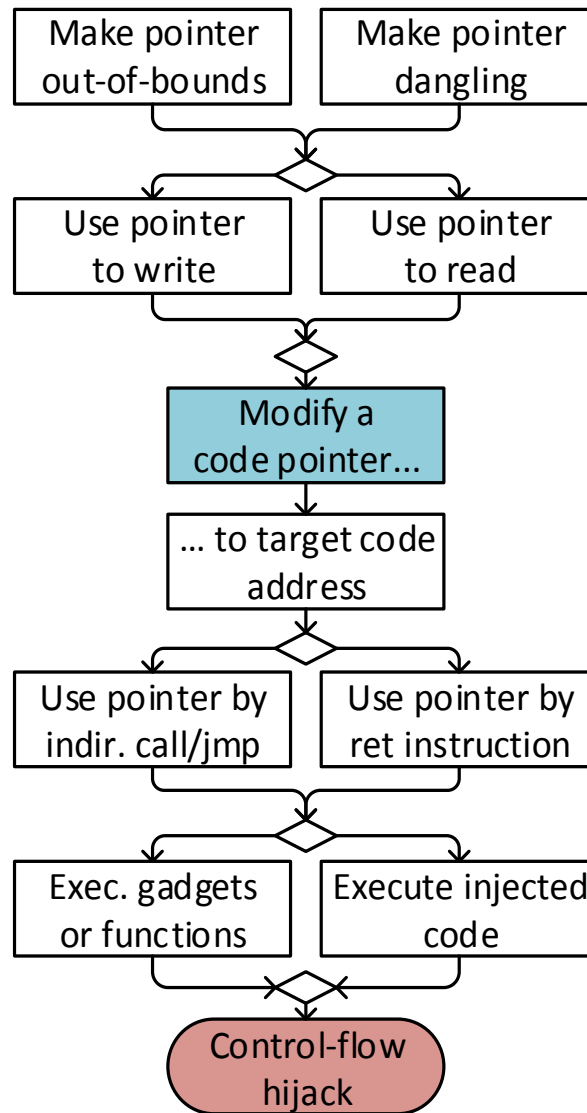 Make pointer
out-of-bounds
Make pointer
dangling
Use pointer
to write
Use pointer
to read
Modify a
code pointer...
... to target code
address
Use pointer by
indir. call/jmp
Use pointer by
ret instruction
Exec. gadgets
or functions
Execute injected
code
Control-flow
hijack